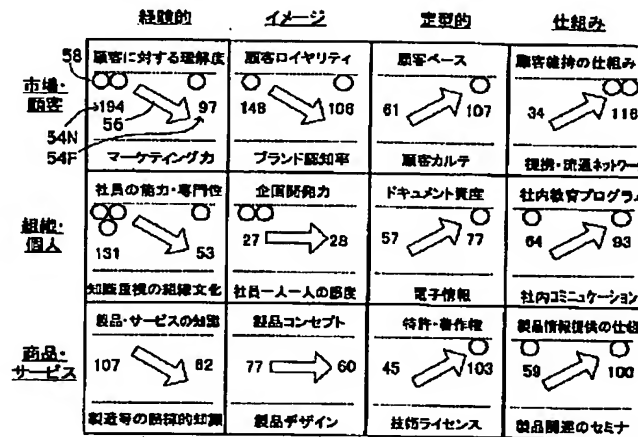 経験的 イメージ 定型的 仕組み
58 顧客に対する理解度 顧客ロイヤリティ 顧客ベース 顧客維持の仕組み
市場・顧客
194 97 148 106 61 107 34 116
54N 56
54F
マーケティング力 ブランド認知率 顧客カルテ 提携・流通ネットワーク
社員の能力・専門性 企画開発力 ドキュメント資産 社内教育プログラム
組織・個人
131 53 27 28 57 77 64 93
知識重視の組織文化 社員一人一人の感度 電子情報 社内コミニュケーション
製品・サービスの知識 製品コンセプト 特許・著作権 製品情報提供の仕組
商品・サービス
107 62 77 60 45 103 59 100
製造等の暗黙的知識 製品デザイン 技術ライセンス 製品関連のセミナ